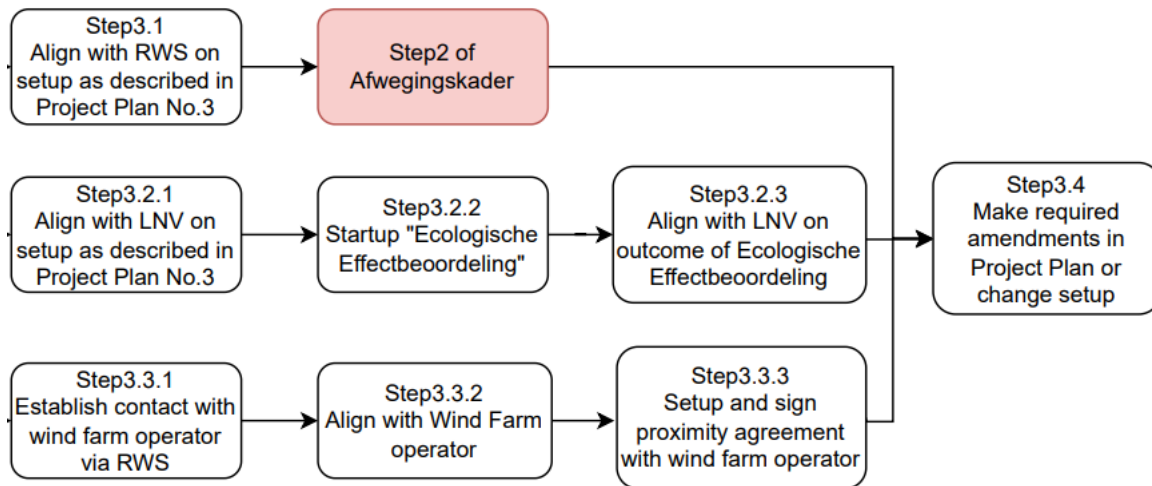 Step3.1
Align with RWS on
setup as described in
Project Plan No.3
Step2 of
Afwegingskader
Step3.2.1
Align with LNV on
setup as described in
Project Plan No.3
Step3.2.2
Startup "Ecologische
Effectbeoordeling"
Step3.2.3
Align with LNV on
outcome of Ecologische
Effectbeoordeling
Step3.4
Make required
amendments in
Project Plan or
change setup
Step3.3.1
Establish contact with
wind farm operator
via RWS
Step3.3.2
Align with Wind Farm
operator
Step3.3.3
Setup and sign
proximity agreement
with wind farm operator